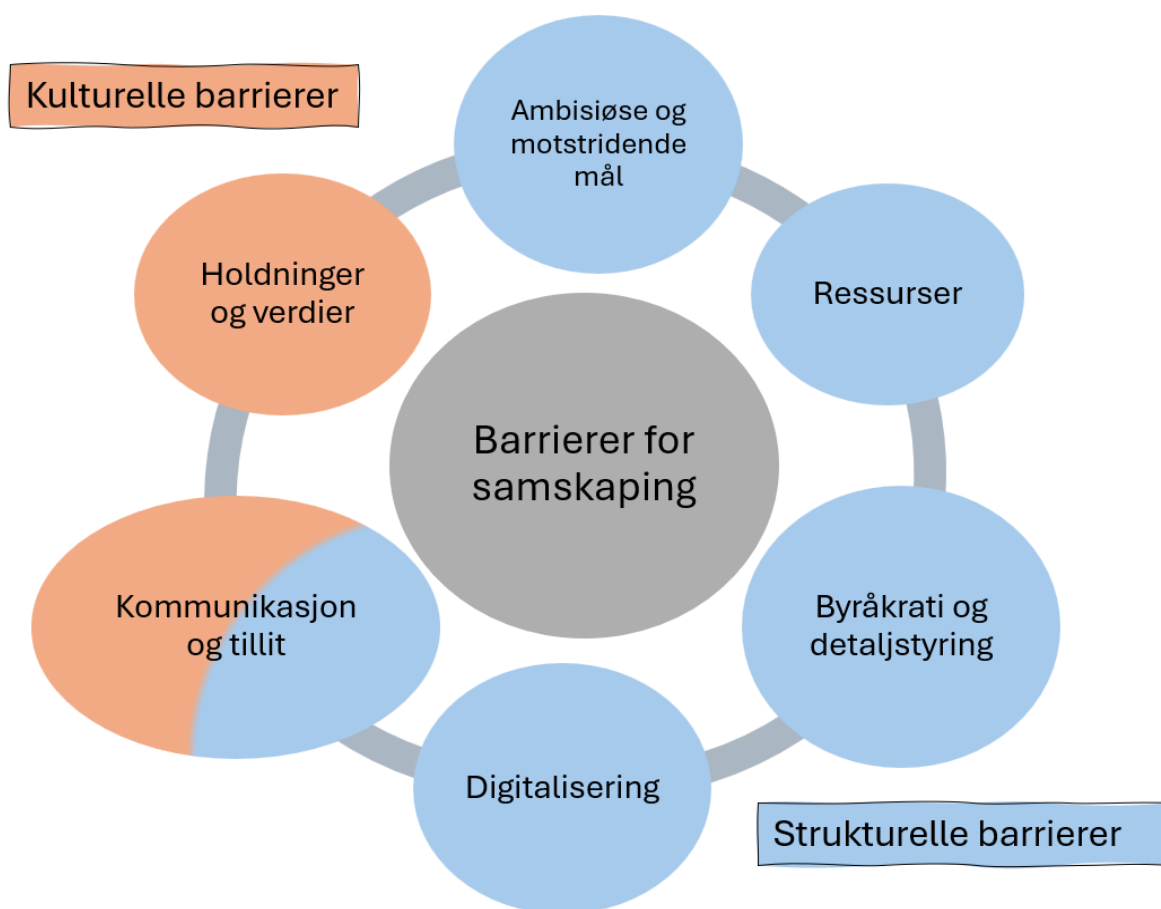 Kulturelle barrierer
Ambisiøse og
motstridende
mål
Holdninger
og verdier
Ressurser
Barrierer for
samskaping
Kommunikasjon
og tillit
Byråkrati og
detaljstyring
Digitalisering
Strukturelle barrierer